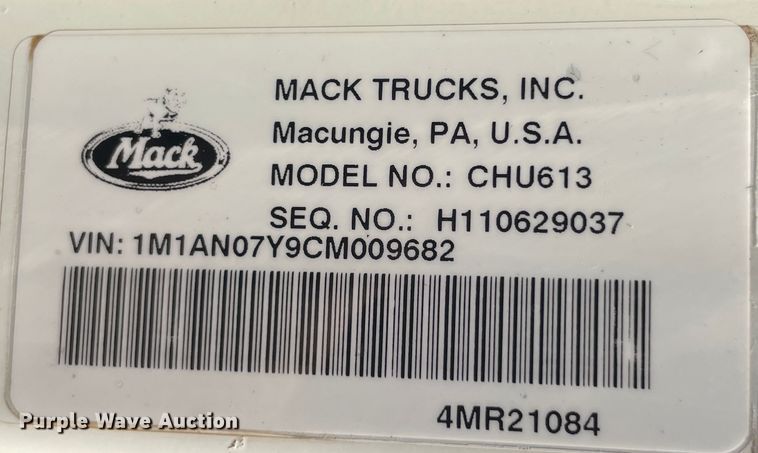 MACK TRUCKS, INC.
Mack
Macungie, PA, U.S.A.
MODEL NO.: CHU613
SEQ. NO.: H110629037
VIN: 1M1AN07Y9CM009682
4MR21084
Purple Wave Auction